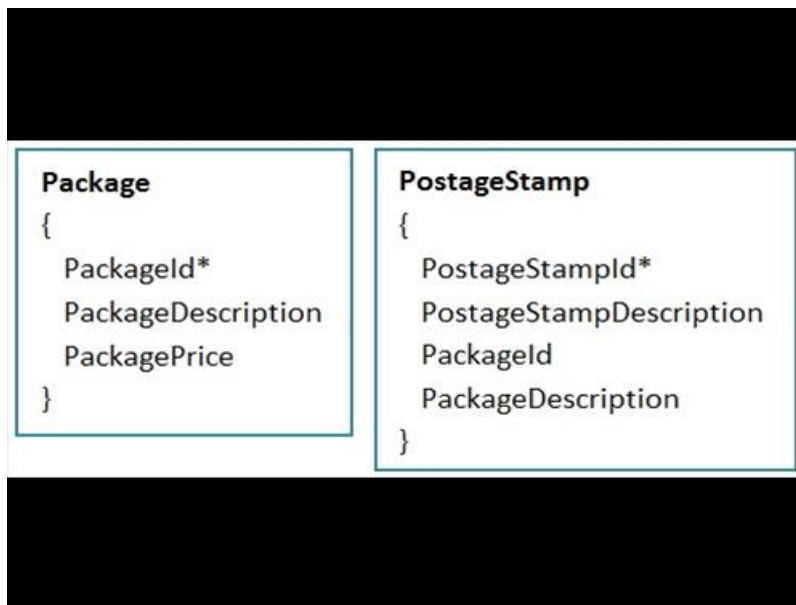 Package
{
PackageId*
PackageDescription
PackagePrice
}
PostageStamp
{
PostageStampId*
PostageStampDescription
PackageId
PackageDescription
}